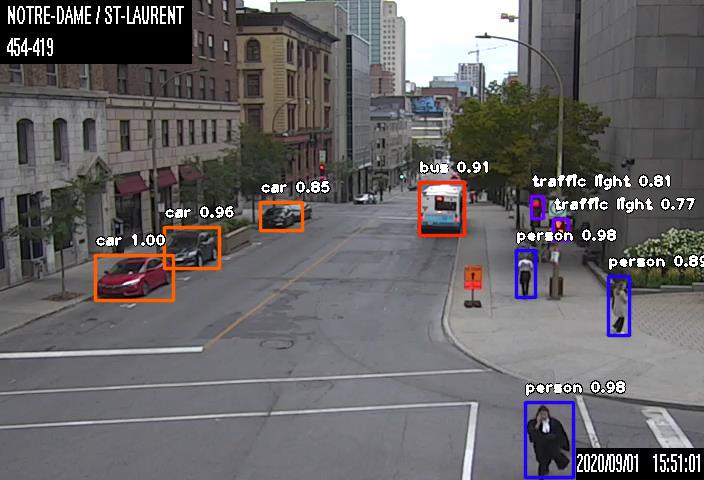 NOTRE-DAME / ST-LAURENT
454-419
bus 0.91
traffic light 0.81
car 0.85
traffic light 0.77
car 0.96
person 0.98
car 1.00
person 0.89
person 0.98
2020/09/01 15:51:01